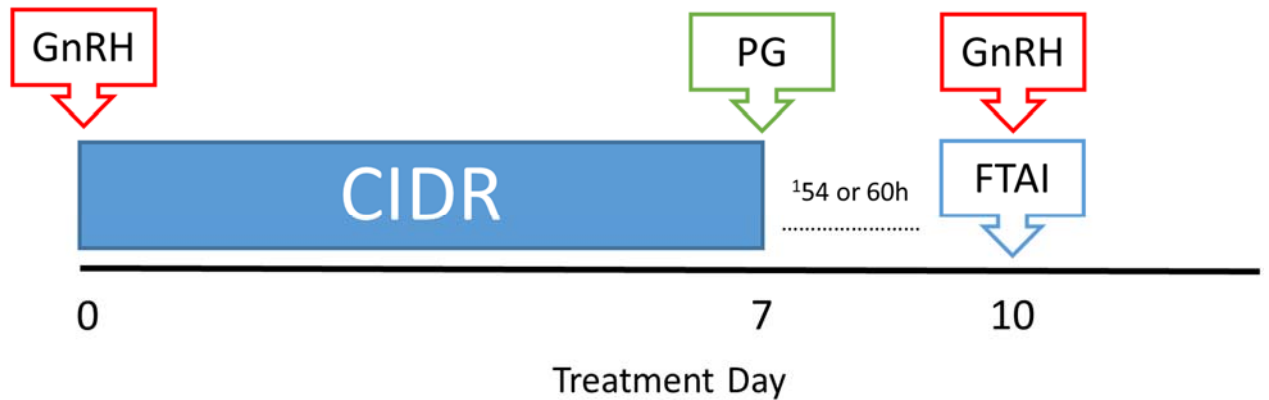 GnRH
PG
GnRH
CIDR
¹54 or 60h
FTAI
0
7
10
Treatment Day